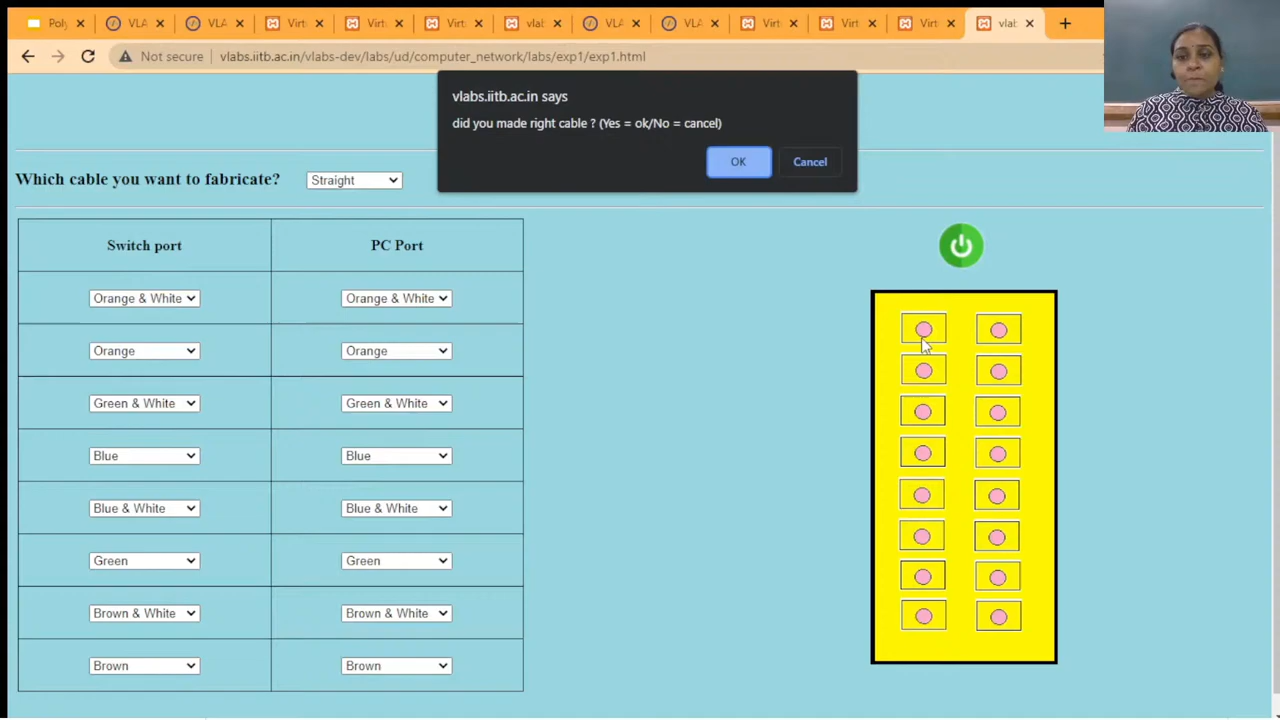 Poly
VLA
VLA
Virt
Virt
Virt
vlab
VLA
VLA
Virt
Virt
Virt
vlab
Not secure
vlabs.iitb.ac.in/vlabs-dev/labs/ud/computer_network/labs/exp1/exp1.html
vlabs.iitb.ac.in says
did you made right cable ? (Yes = ok/No = cancel)
OK Cancel
Which cable you want to fabricate? Straight
Switch port PC Port
Orange & White Orange & White
Orange Orange
Green & White Green & White
Blue Blue
Blue & White Blue & White
Green Green
Brown & White Brown & White
Brown Brown